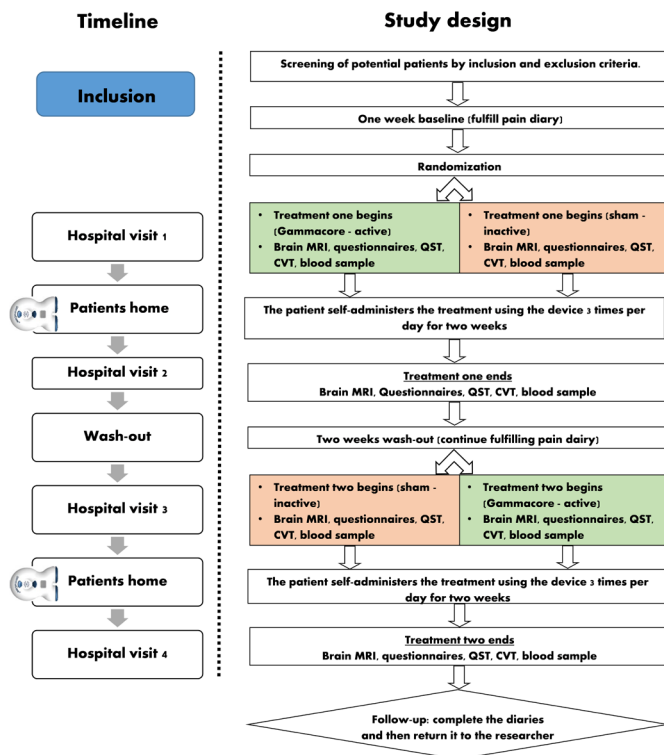 Timeline
Study design
Inclusion
Screening of potential patients by inclusion and exclusion criteria.
One week baseline (fulfill pain diary)
Randomization
Hospital visit 1
• Treatment one begins
(Gammacore - active)
• Brain MRI, questionnaires, QST,
CVT, blood sample
• Treatment one begins (sham -
inactive)
• Brain MRI, questionnaires, QST,
CVT, blood sample
Patients home
The patient self-administers the treatment using the device 3 times per
day for two weeks
Hospital visit 2
Treatment one ends
Brain MRI, Questionnaires, QST, CVT, blood sample
Wash-out
Two weeks wash-out (continue fulfilling pain dairy)
Hospital visit 3
• Treatment two begins (sham -
inactive)
• Brain MRI, questionnaires, QST,
CVT, blood sample
• Treatment two begins
(Gammacore - active)
• Brain MRI, questionnaires, QST,
CVT, blood sample
Patients home
The patient self-administers the treatment using the device 3 times per
day for two weeks
Hospital visit 4
Treatment two ends
Brain MRI, questionnaires, QST, CVT, blood sample
Follow-up: complete the diaries
and then return it to the researcher